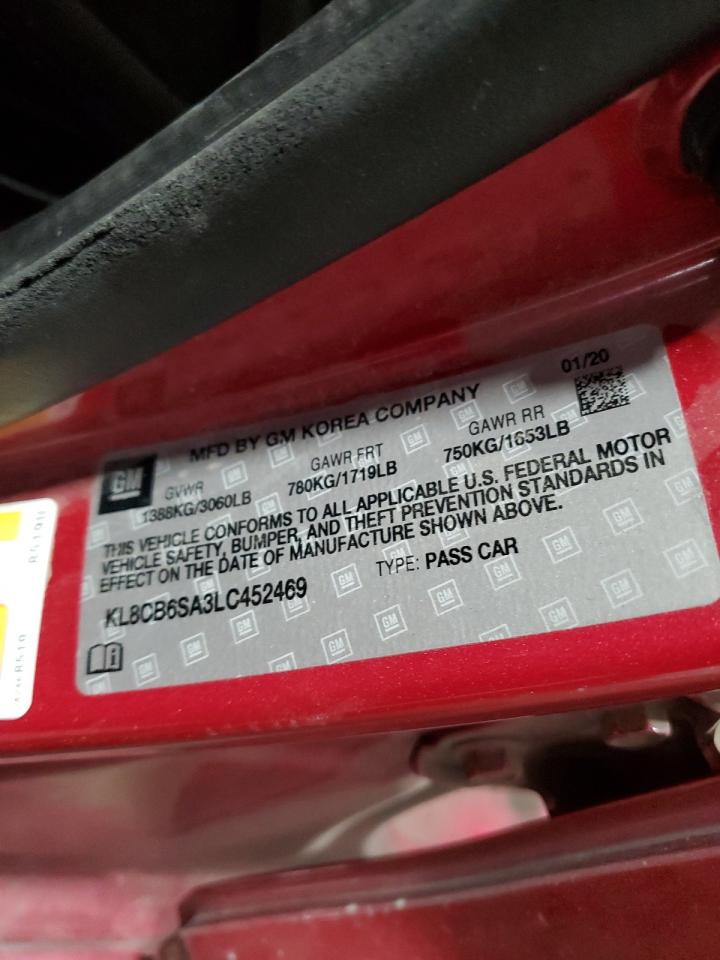 01/20
MFD BY GM KOREA COMPANY
GM
GVWR GAWR FRT GAWR RR
1388KG/3060LB 780KG/1719LB 750KG/1653LB
THIS VEHICLE CONFORMS TO ALL APPLICABLE U.S. FEDERAL MOTOR
VEHICLE SAFETY, BUMPER, AND THEFT PREVENTION STANDARDS IN
EFFECT ON THE DATE OF MANUFACTURE SHOWN ABOVE.
KL8CB6SA3LC452469 TYPE: PASS CAR